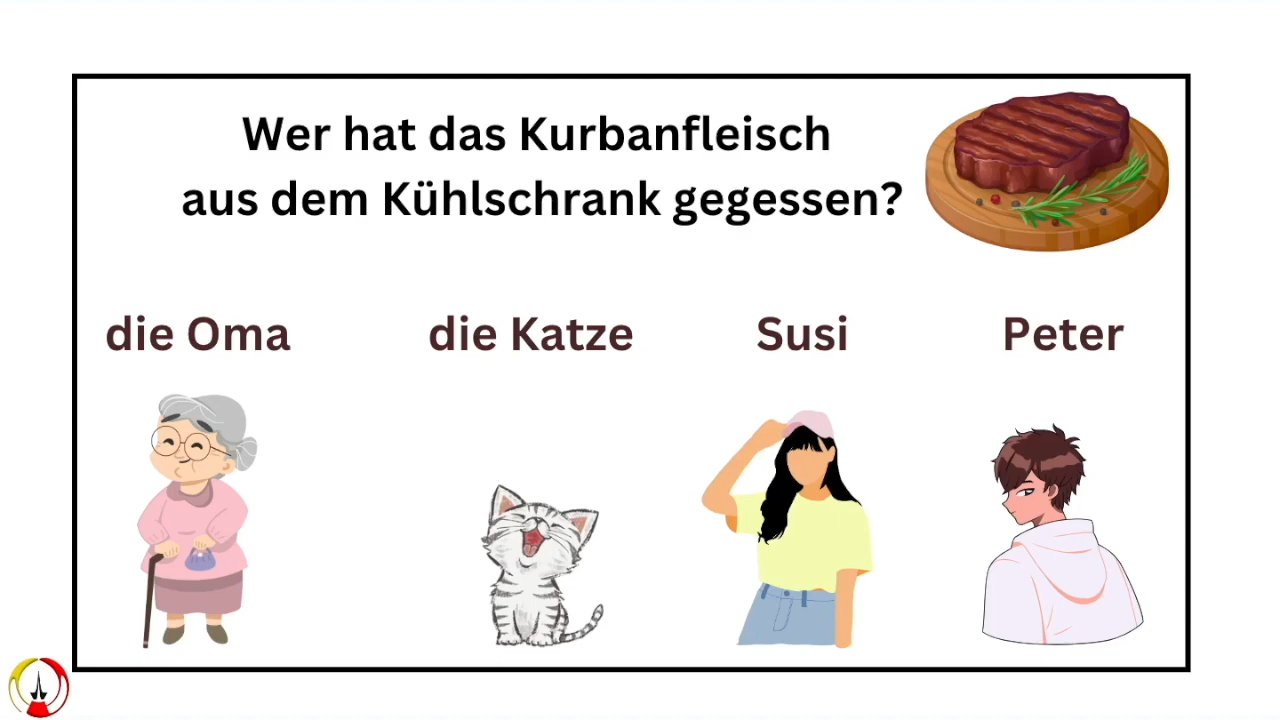 Wer hat das Kurbanfleisch
aus dem Kühlschrank gegessen?
die Oma
die Katze
Susi
Peter